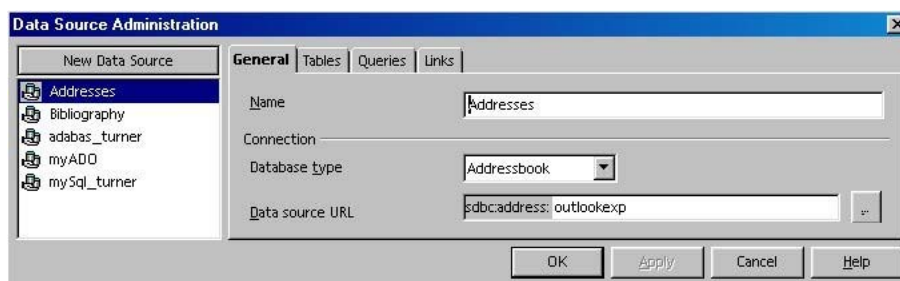 Data Source Administration
New Data Source
Addresses
Bibliography
adabas_turner
myADO
mySql_turner
General Tables Queries Links
Name Addresses
Connection
Database type Addressbook
Data source URL sdbc:address: outlookexp
...
OK Apply Cancel Help